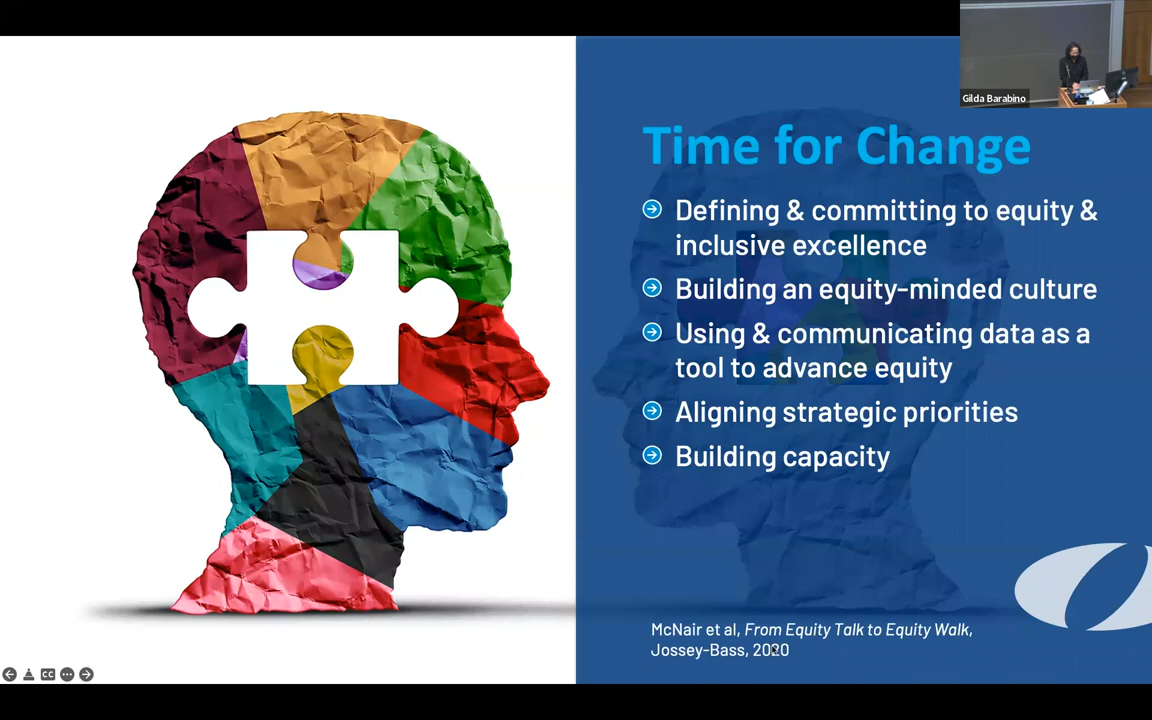 Gilda Barabino
Time for Change
Defining & committing to equity &
inclusive excellence
Building an equity-minded culture
Using & communicating data as a
tool to advance equity
Aligning strategic priorities
Building capacity
McNair et al, From Equity Talk to Equity Walk,
Jossey-Bass, 2020
CC